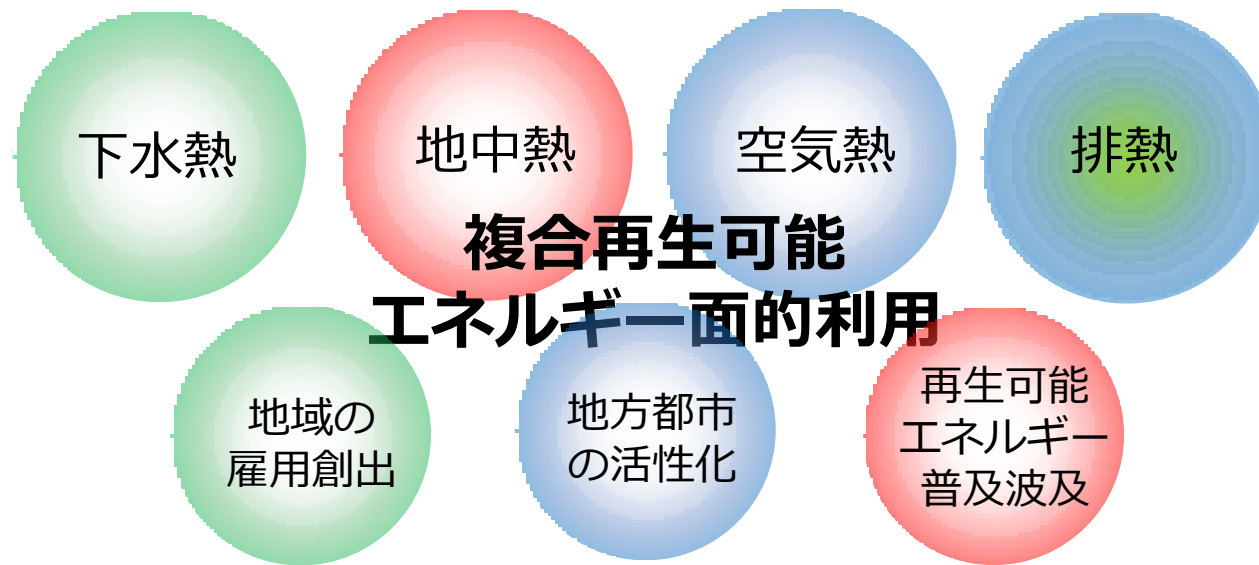 下水熱
地中熱
空気熱
排熱
複合再生可能
エネルギー面的利用
地域の
雇用創出
地方都市
の活性化
再生可能
エネルギー
普及波及